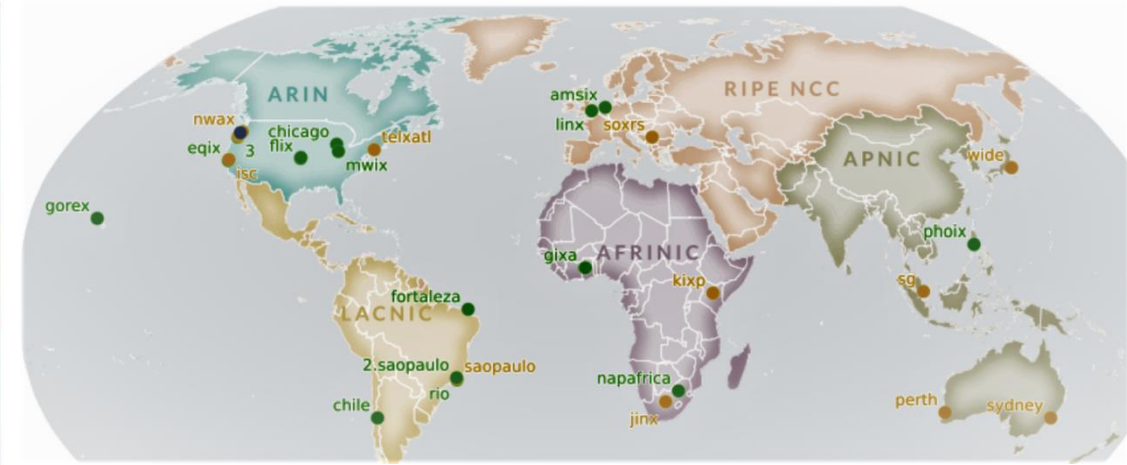 ARIN
RIPE NCC
amsix
nwax
linx
soxrs
chicago
telxatl
eqix
3
flix
mwix
isc
APNIC
wide
gorex
phoix
gixa
AFRINIC
kixp
sg
fortaleza
LACNIC
2.saopaulo
saopaulo
rio
napafrica
chile
jinx
perth
sydney